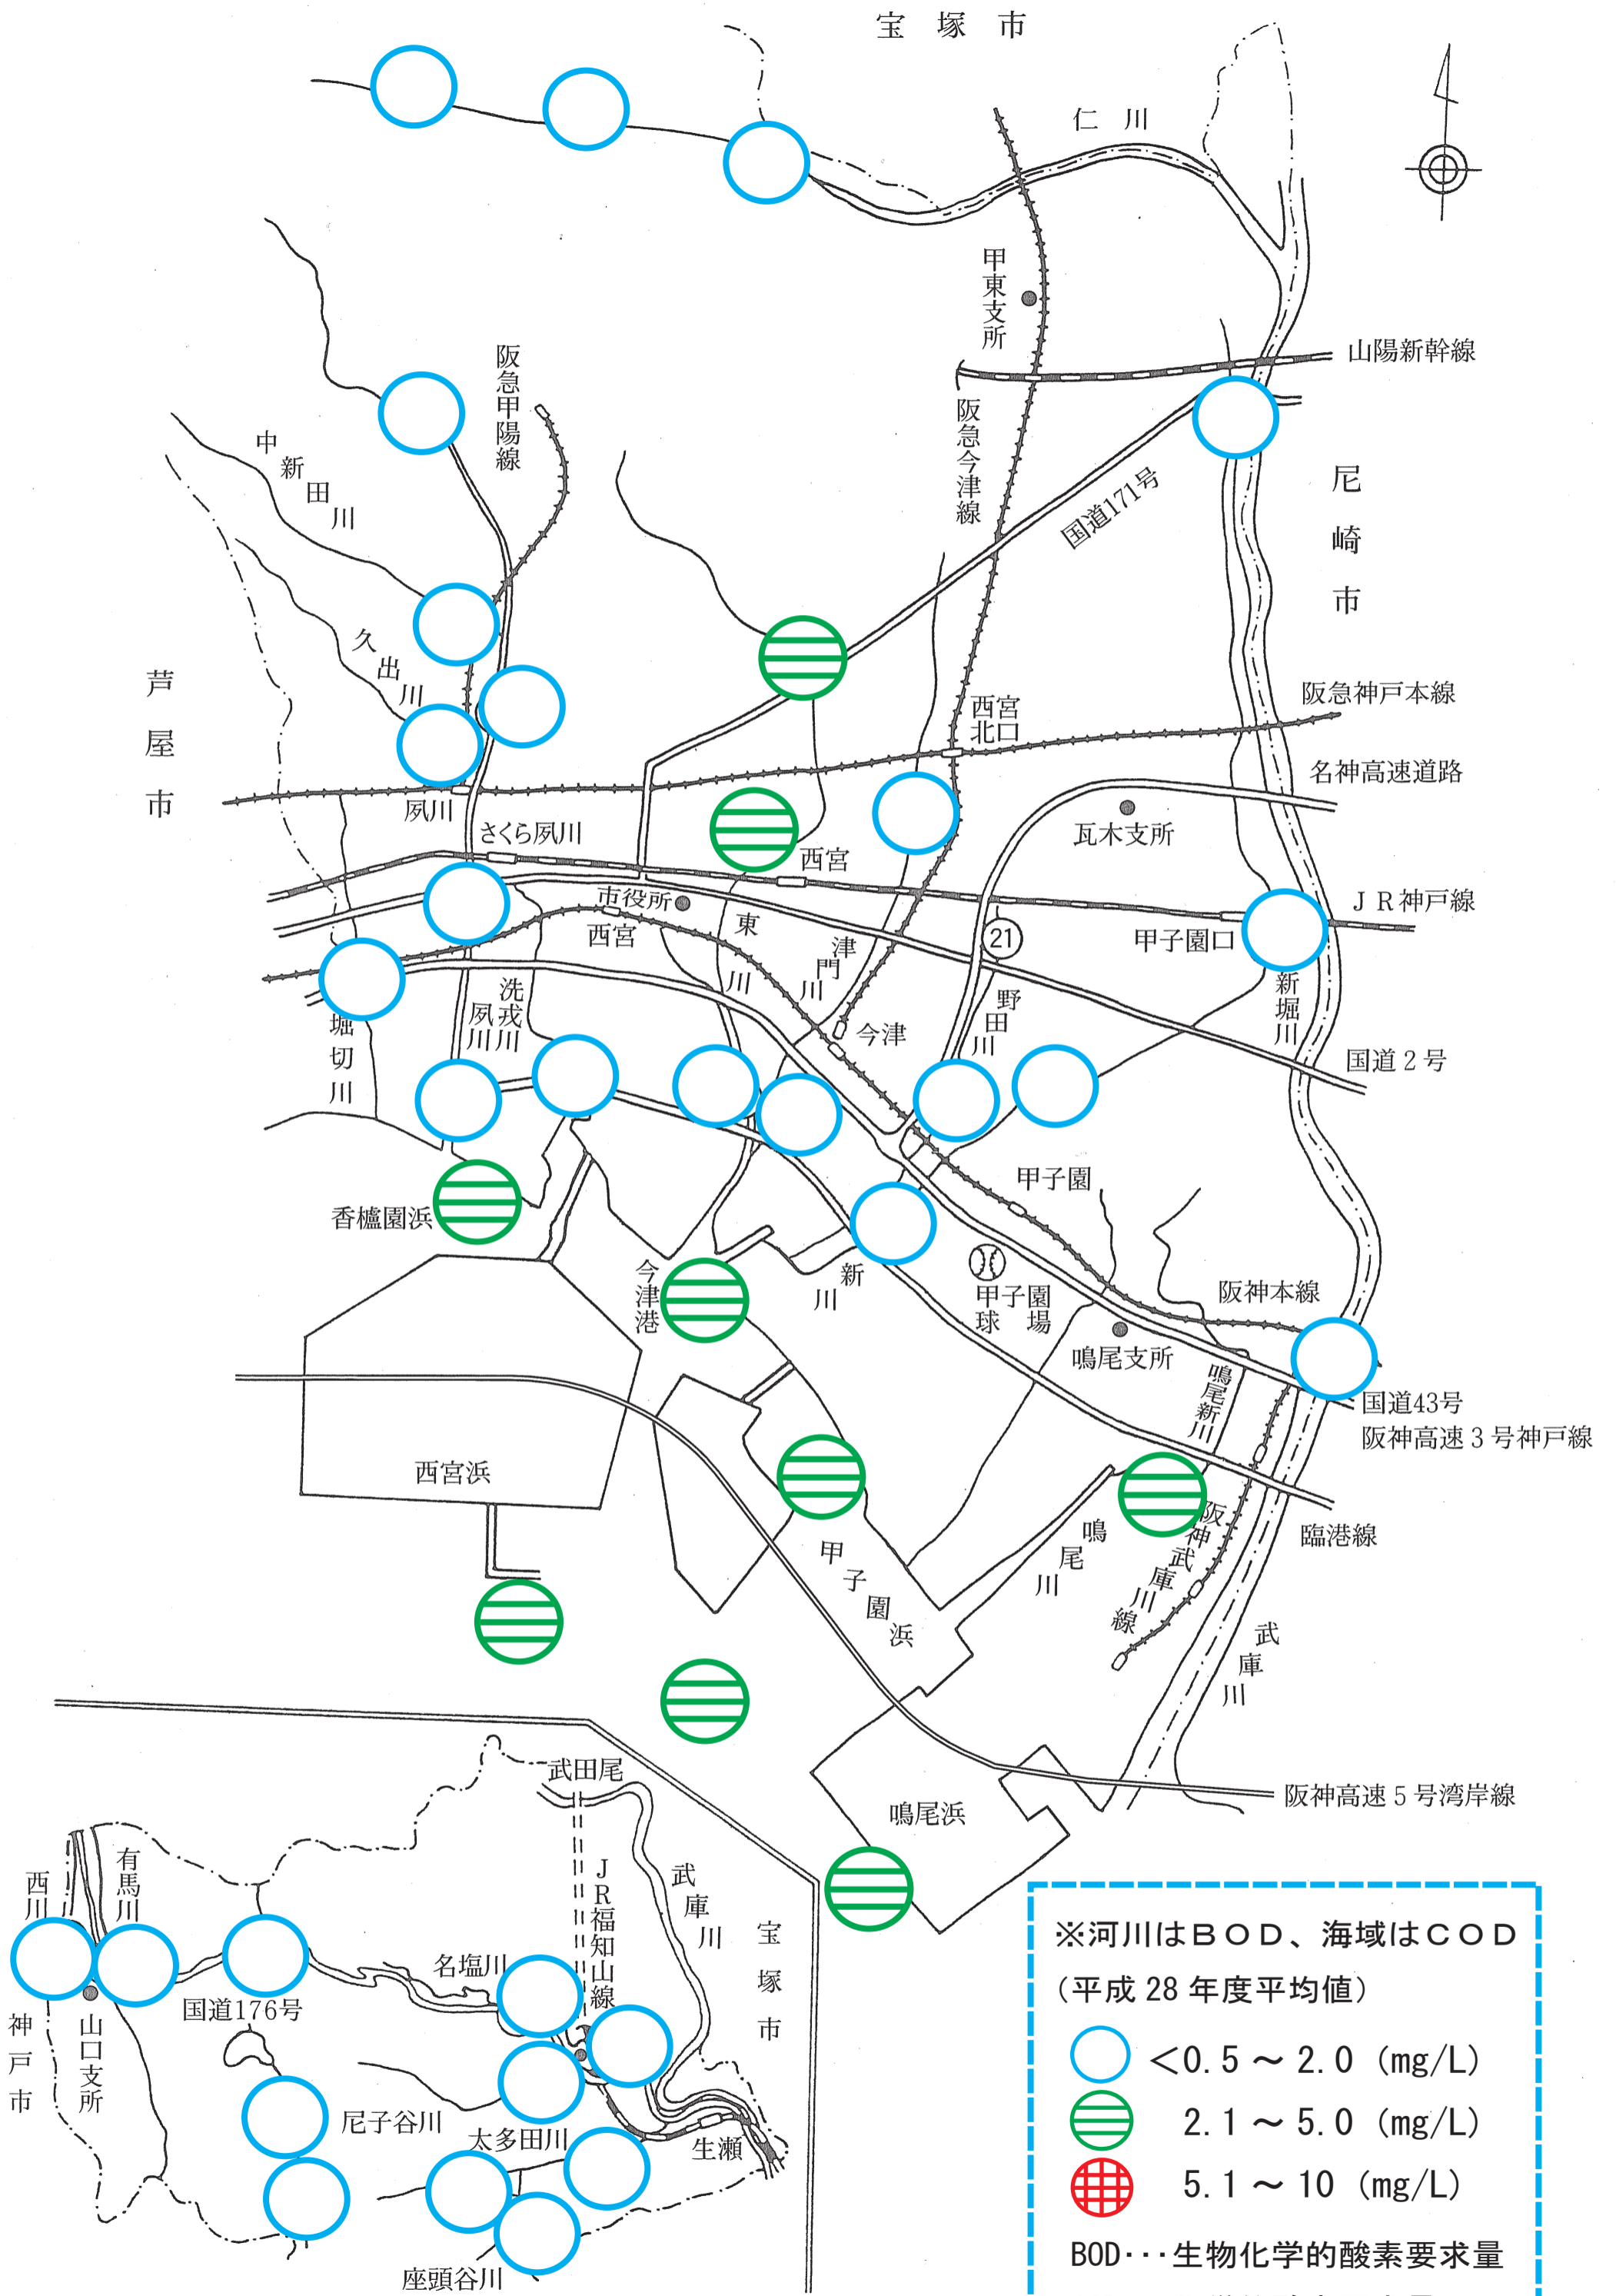 宝塚市
仁川
甲東支所
山陽新幹線
阪急甲陽線
阪急今津線
国道171号
中新田川
尼崎市
久出川
芦屋市
西宮北口
阪急神戸本線
名神高速道路
夙川
さくら夙川
瓦木支所
西宮
市役所
西宮
東川
津門川
21
甲子園口
JR神戸線
新堀川
洗戎川
夙川
堀切川
今津
野田川
国道2号
甲子園
香櫨園浜
今津港
新川
甲子園球場
阪神本線
鳴尾支所
鳴尾新川
国道43号
阪神高速3号神戸線
西宮浜
臨港線
阪神武庫川線
鳴尾川
甲子園浜
武庫川
阪神高速5号湾岸線
鳴尾浜
武田尾
西川
有馬川
JR福知山線
武庫川
宝塚市
名塩川
国道176号
神戸市
山口支所
尼子谷川
太多田川
生瀬
座頭谷川
※河川はBOD、海域はCOD
(平成28年度平均値)
<0.5～2.0 (mg/L)
2.1～5.0 (mg/L)
5.1～10 (mg/L)
BOD･･･生物化学的酸素要求量